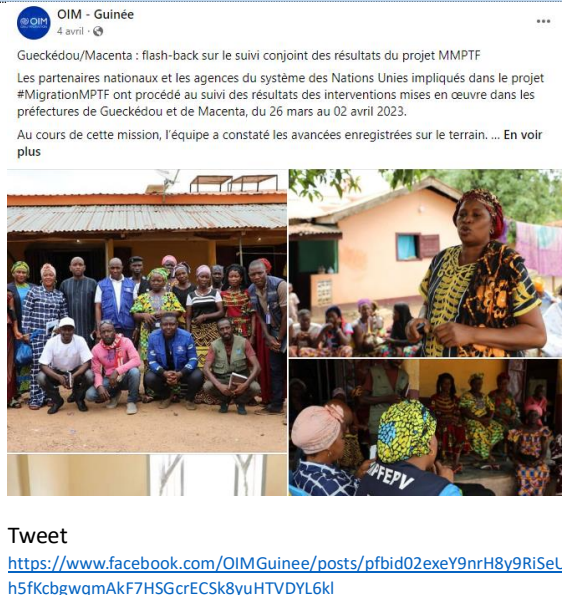 OIM
OIM - Guinée
4 avril ·
Gueckédou/Macenta : flash-back sur le suivi conjoint des résultats du projet MMPTF
Les partenaires nationaux et les agences du système des Nations Unies impliqués dans le projet
#MigrationMPTF ont procédé au suivi des résultats des interventions mises en œuvre dans les
préfectures de Gueckédou et de Macenta, du 26 mars au 02 avril 2023.
Au cours de cette mission, l'équipe a constaté les avancées enregistrées sur le terrain. ... En voir
plus
PFEPV
Tweet
https://www.facebook.com/OIMGuinee/posts/pfbid02exeY9nrH8y9RiSeU
h5fKcbgwqmAkF7HSGcrECSk8yuHTVDYL6kl